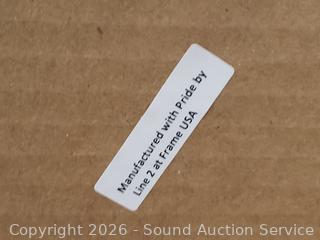 Manufactured with Pride by
Line 2 at Frame USA
Copyright 2026 - Sound Auction Service